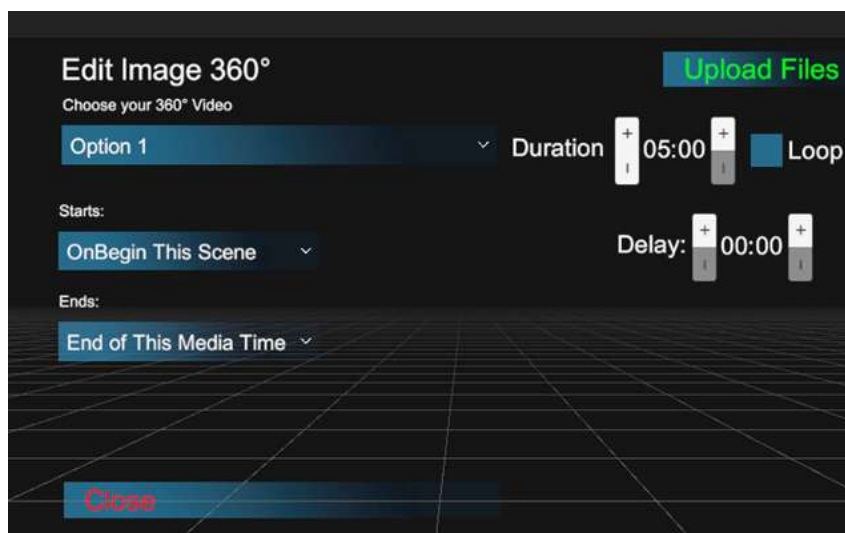 Edit Image 360°
Upload Files
Choose your 360° Video
Option 1
Duration + 05:00 +
Loop
Starts:
OnBegin This Scene
Delay: + 00:00 +
Ends:
End of This Media Time
Close